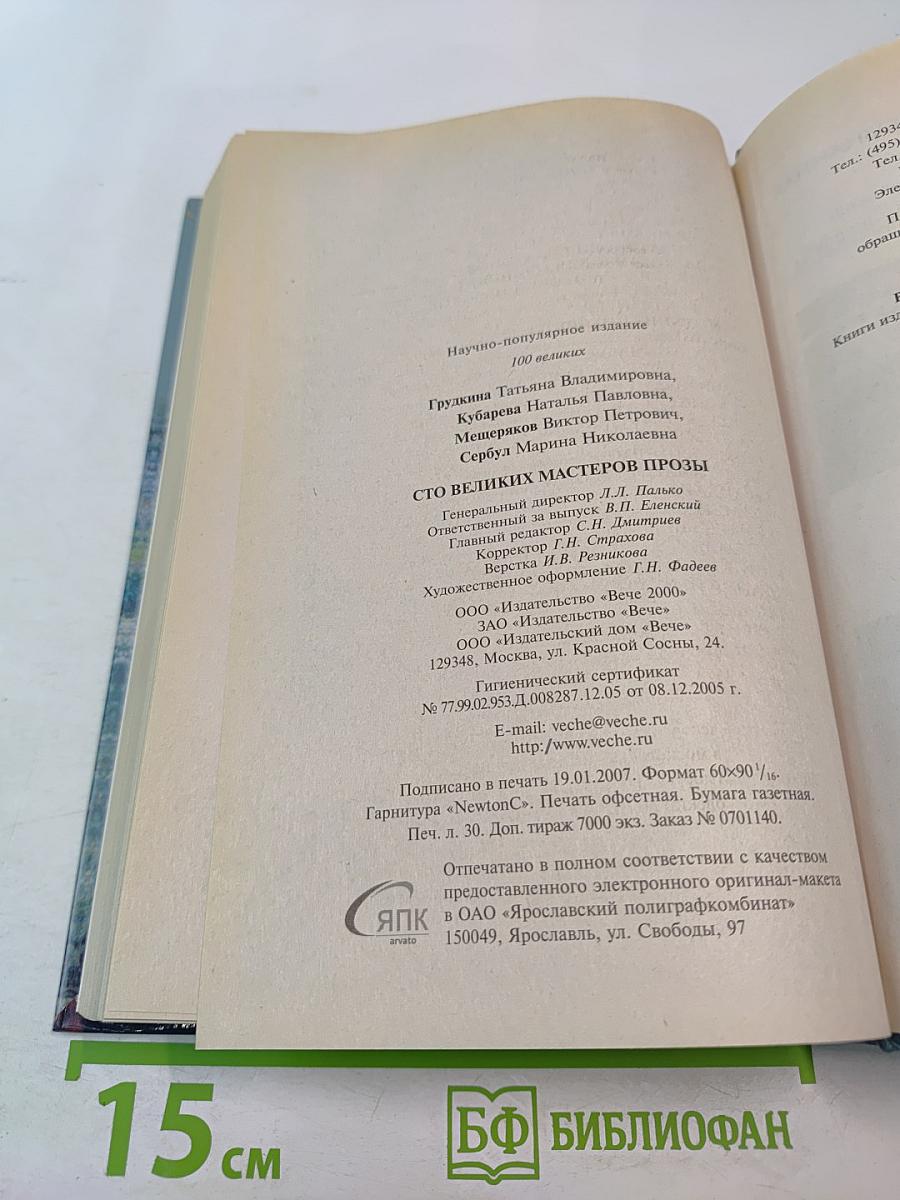 Научно-популярное издание
100 великих
Грудкина Татьяна Владимировна,
Кубарева Наталья Павловна,
Мещеряков Виктор Петрович,
Сербул Марина Николаевна
СТО ВЕЛИКИХ МАСТЕРОВ ПРОЗЫ
Генеральный директор Л.Л. Палько
Ответственный за выпуск В.П. Еленский
Главный редактор С.Н. Дмитриев
Корректор Г.Н. Страхова
Верстка И.В. Резникова
Художественное оформление Г.Н. Фадеев
ООО «Издательство «Вече 2000»
ЗАО «Издательство «Вече»
ООО «Издательский дом «Вече»
129348, Москва, ул. Красной Сосны, 24.
Гигиенический сертификат
№ 77.99.02.953.Д.008287.12.05 от 08.12.2005 г.
E-mail: veche@veche.ru
http:/www.veche.ru
Подписано в печать 19.01.2007. Формат 60×90 1/16.
Гарнитура «NewtonC». Печать офсетная. Бумага газетная.
Печ. л. 30. Доп. тираж 7000 экз. Заказ № 0701140.
ЯПК
arvato
Отпечатано в полном соответствии с качеством
предоставленного электронного оригинал-макета
в ОАО «Ярославский полиграфкомбинат»
150049, Ярославль, ул. Свободы, 97
12934
Тел.: (495)
Тел
Эле
П
обращ
Книги изд
15 см
БФ БИБЛИОФАН